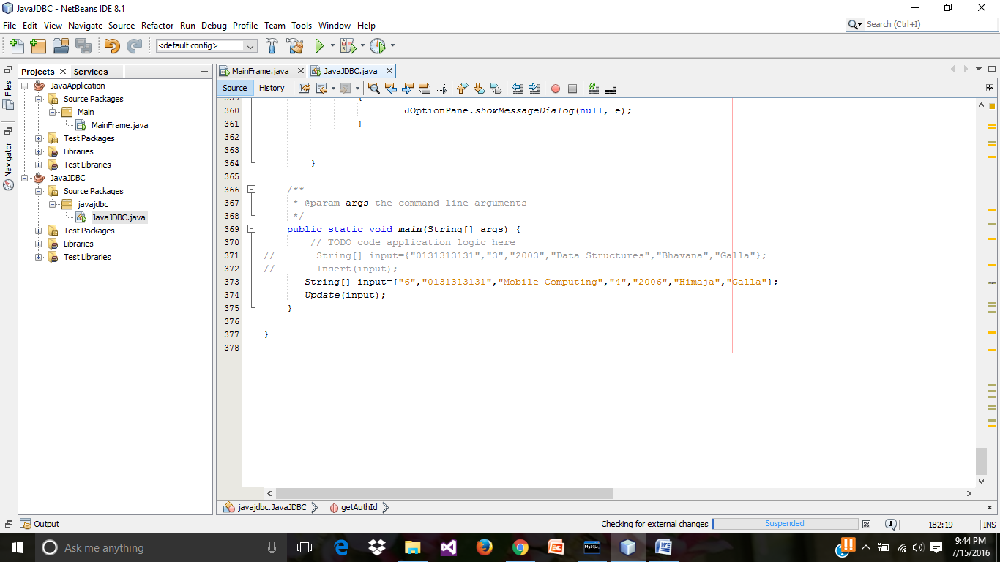 JavaJDBC - NetBeans IDE 8.1
File Edit View Navigate Source Refactor Run Debug Profile Team Tools Window Help
Search (Ctrl+I)
<default config>
Files
Navigator
Projects
Services
JavaApplication
Source Packages
Main
MainFrame.java
Test Packages
Libraries
Test Libraries
JavaJDBC
Source Packages
javajdbc
JavaJDBC.java
Test Packages
Libraries
Test Libraries
MainFrame.java
JavaJDBC.java
Source
History
359 {
360 JOptionPane.showMessageDialog(null, e);
361 }
362
363
364 }
365
366 /**
367 * @param args the command line arguments
368 */
369 public static void main(String[] args) {
370 // TODO code application logic here
371 // String[] input={"0131313131","3","2003","Data Structures","Bhavana","Galla"};
372 // Insert(input);
373 String[] input={"6","0131313131","Mobile Computing","4","2006","Himaja","Galla"};
374 Update(input);
375 }
376
377 }
378
javajdbc.JavaJDBC
getAuthId
Output
Checking for external changes
Suspended
1
182:19
INS
Ask me anything
MySQL
9:44 PM
7/15/2016